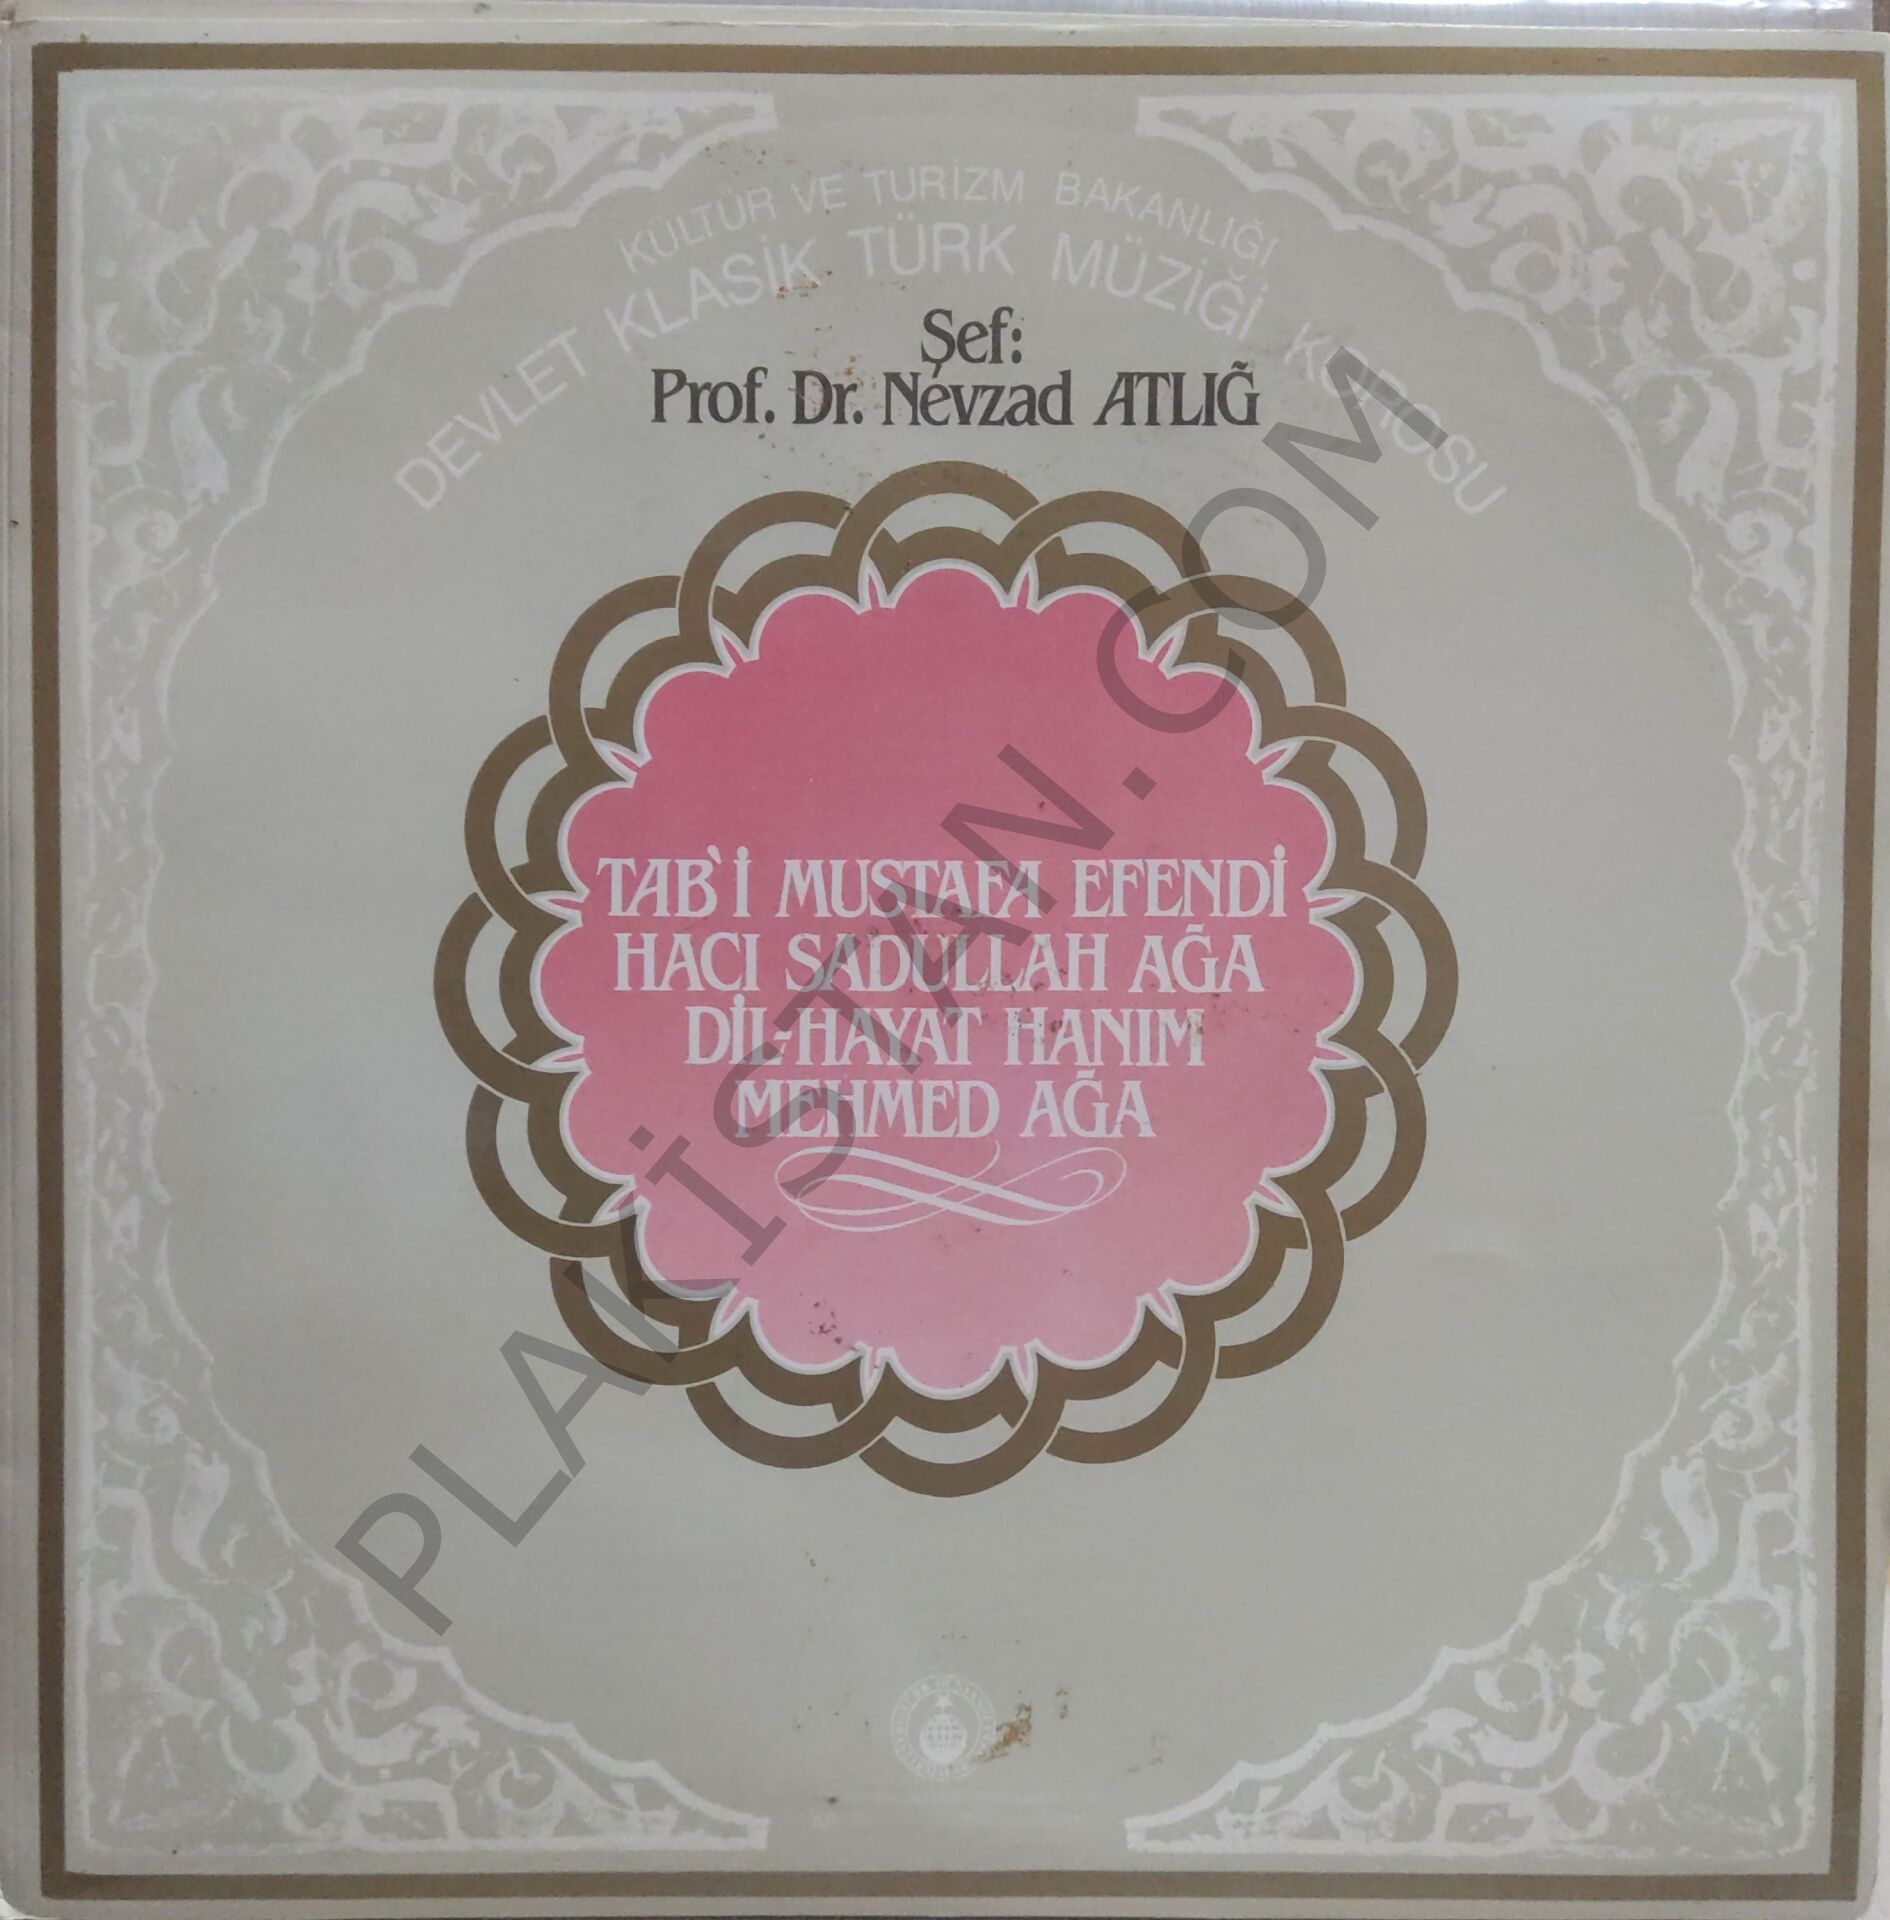 KÜLTÜR VE TURİZM BAKANLIĞI
DEVLET KLASİK TÜRK MÜZİĞİ KOROSU
Şef:
Prof. Dr. Nevzad ATLIĞ
TAB'İ MUSTAFA EFENDİ
HACI SADULLAH AĞA
DİL-HAYAT HANIM
MEHMED AĞA
PLAKİSTAN.COM